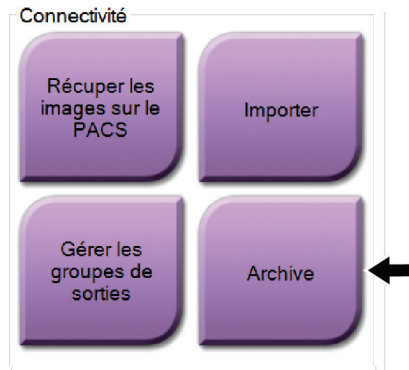 Connectivité
Récuper les
images sur le
PACS
Importer
Gérer les
groupes de
sorties
Archive